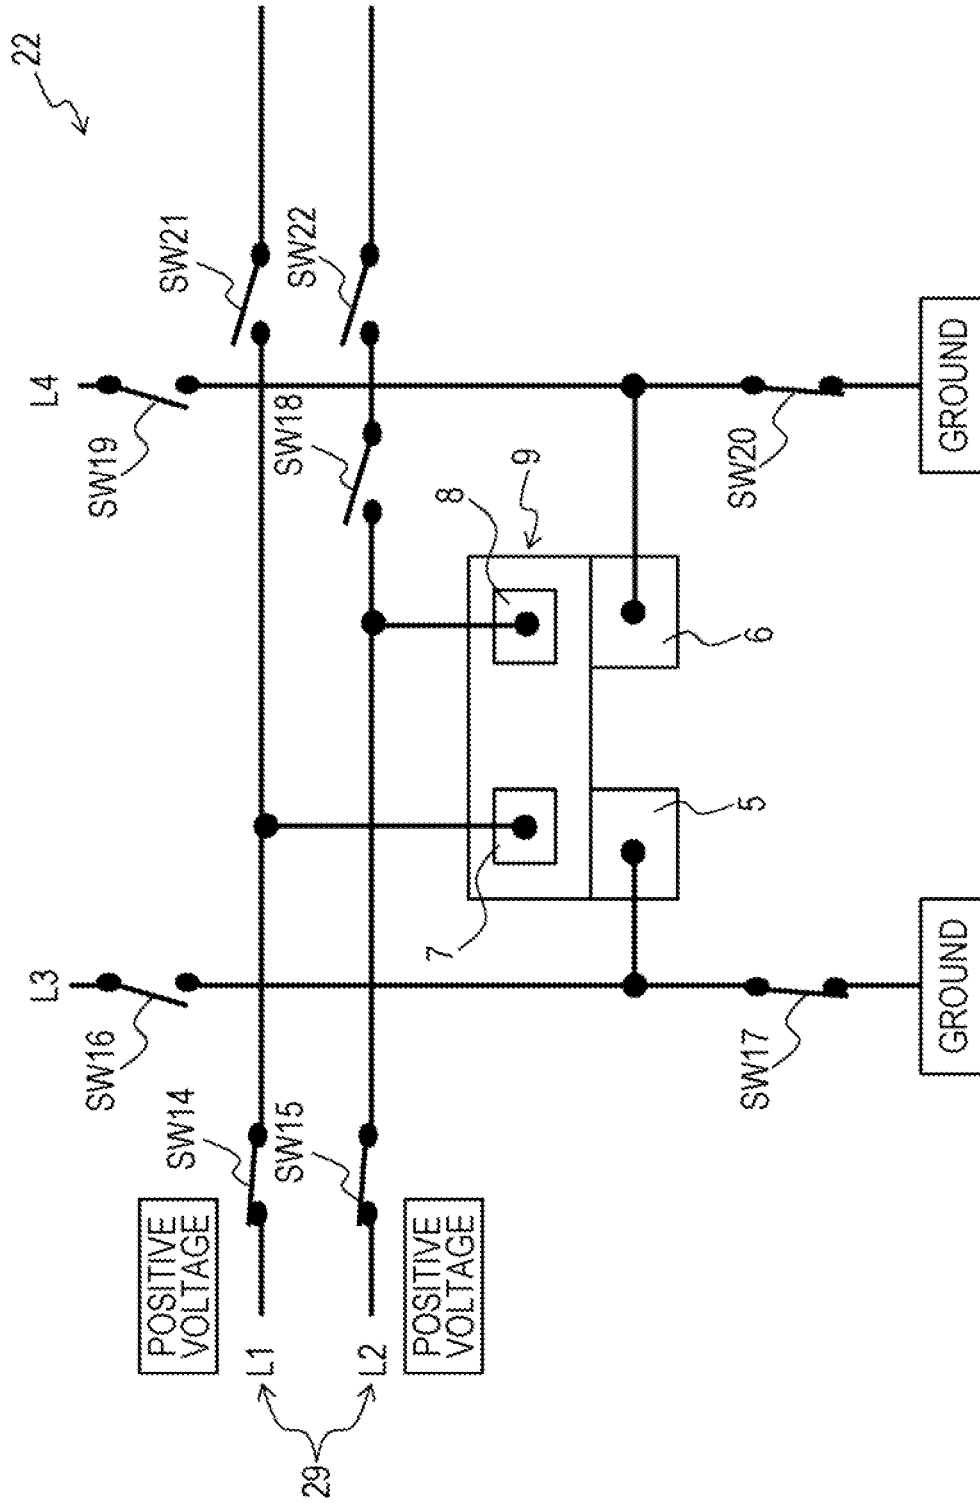 22
L4
SW21
SW22
SW19
SW18
8
9
SW20
GROUND
6
7
5
L3
SW16
SW14
SW15
SW17
GROUND
POSITIVE
VOLTAGE
L1
L2
POSITIVE
VOLTAGE
29